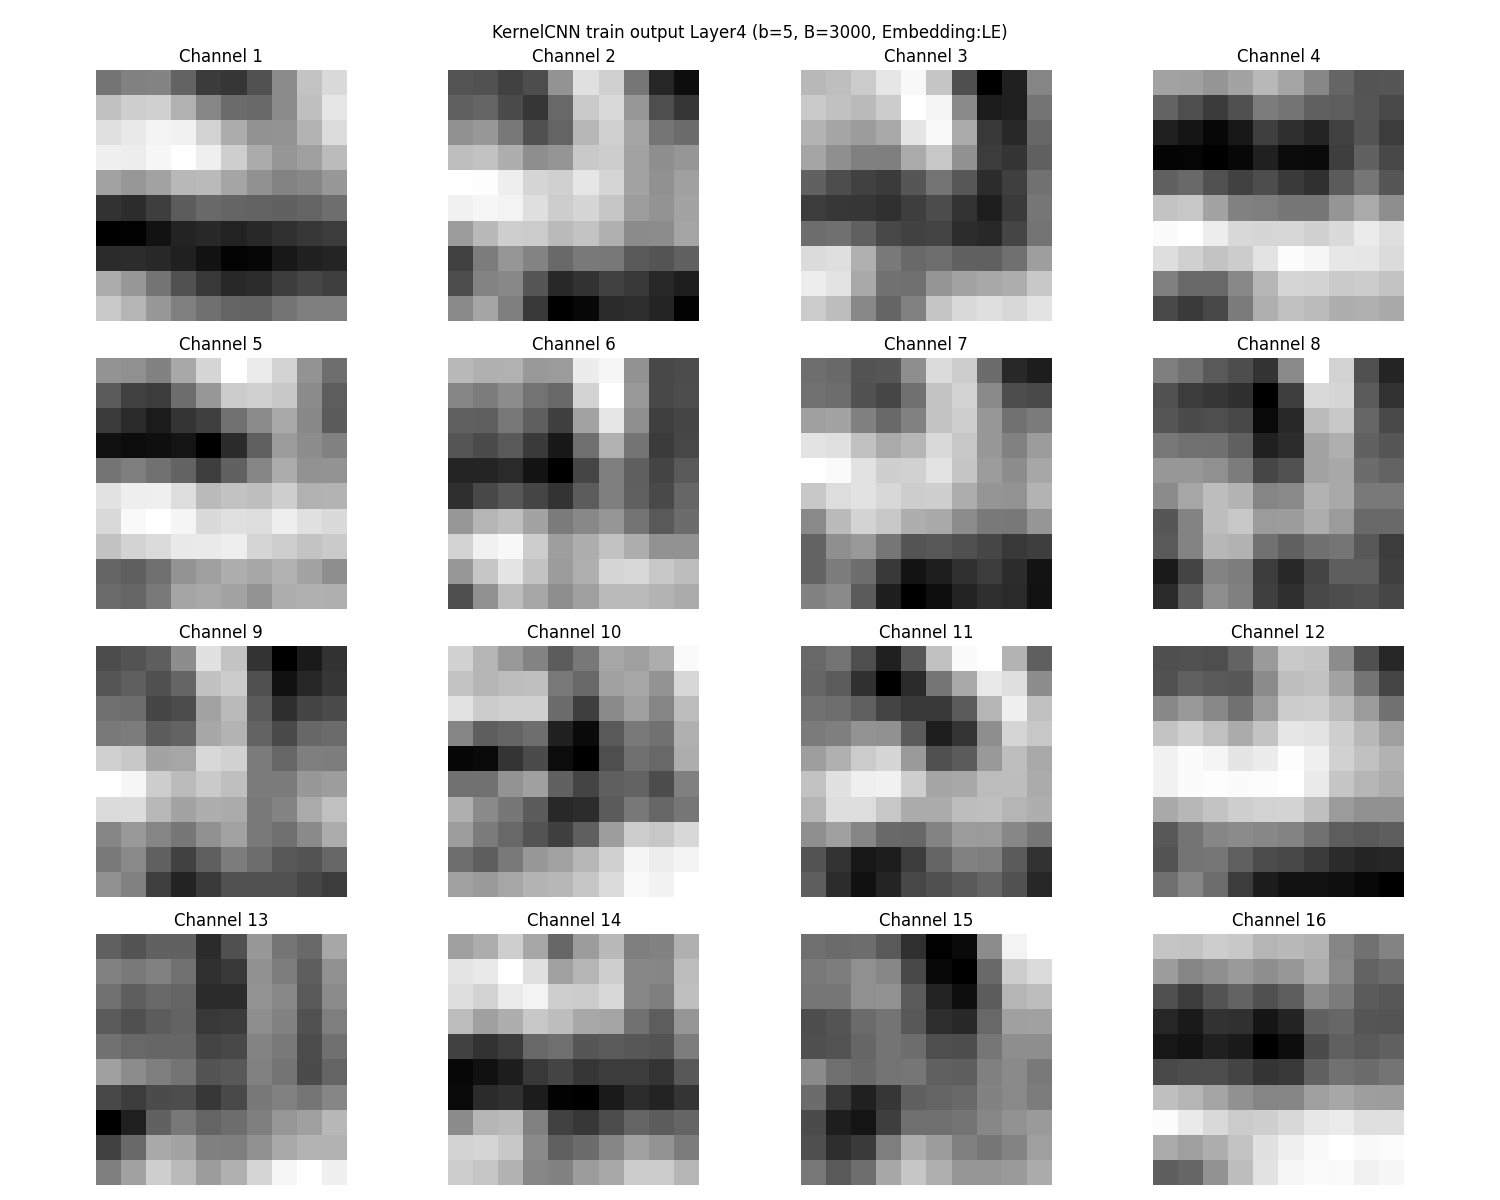 KernelCNN train output Layer4 (b=5, B=3000, Embedding:LE)
Channel 1
Channel 2
Channel 3
Channel 4
Channel 5
Channel 6
Channel 7
Channel 8
Channel 9
Channel 10
Channel 11
Channel 12
Channel 13
Channel 14
Channel 15
Channel 16